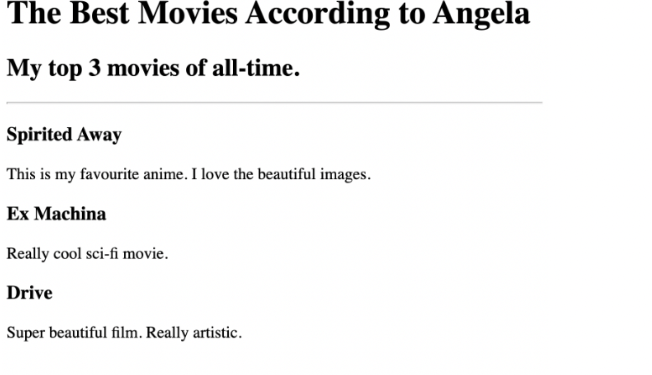 The Best Movies According to Angela
My top 3 movies of all-time.
Spirited Away
This is my favourite anime. I love the beautiful images.
Ex Machina
Really cool sci-fi movie.
Drive
Super beautiful film. Really artistic.